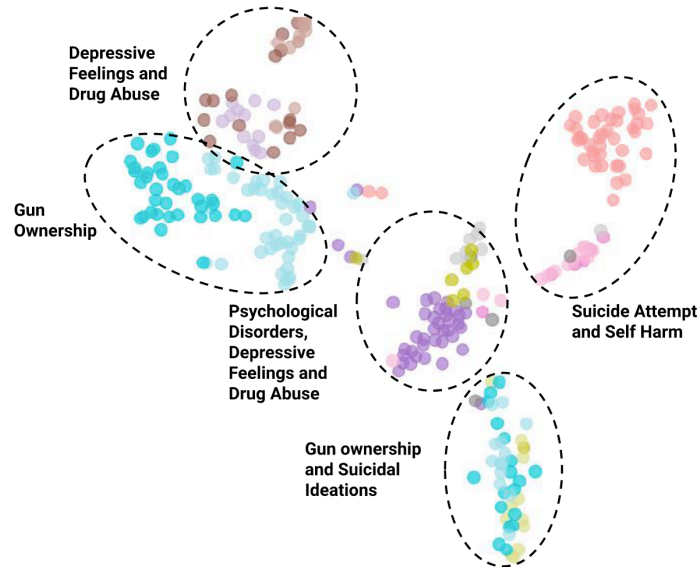 Depressive
Feelings and
Drug Abuse
Gun
Ownership
Psychological
Disorders,
Depressive
Feelings and
Drug Abuse
Suicide Attempt
and Self Harm
Gun ownership
and Suicidal
Ideations